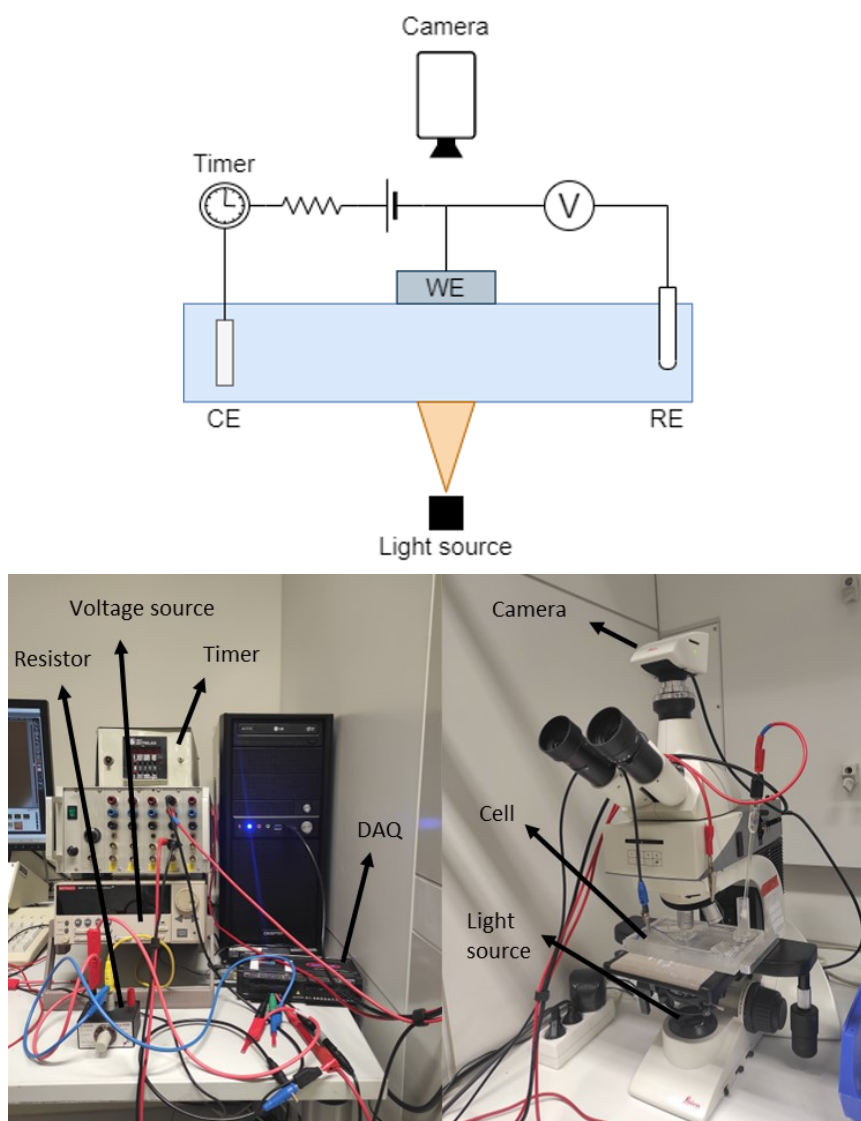 Camera
Timer
V
WE
CE
RE
Light source
Voltage source
Resistor
Timer
DAQ
Camera
Cell
Light
source